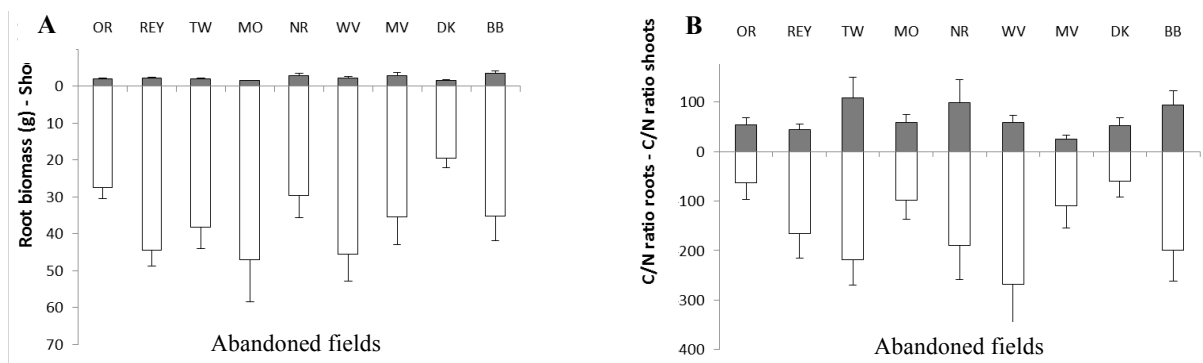 A
OR REY TW MO NR WV MV DK BB
Root biomass (g) - Sho
0
10
20
30
40
50
60
70
Abandoned fields
B
OR REY TW MO NR WV MV DK BB
C/N ratio roots - C/N ratio shoots
100
0
100
200
300
400
Abandoned fields